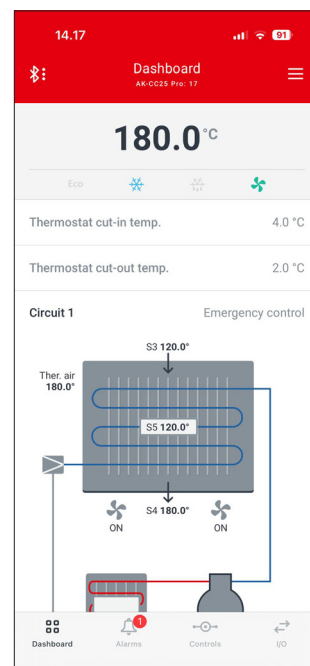 14.17
91
Dashboard
AK-CC25 Pro: 17
180.0°C
Eco
Thermostat cut-in temp. 4.0 °C
Thermostat cut-out temp. 2.0 °C
Circuit 1 Emergency control
S3 120.0°
Ther. air
180.0°
S5 120.0°
S4 180.0°
ON ON
1
Dashboard Alarms Controls I/O